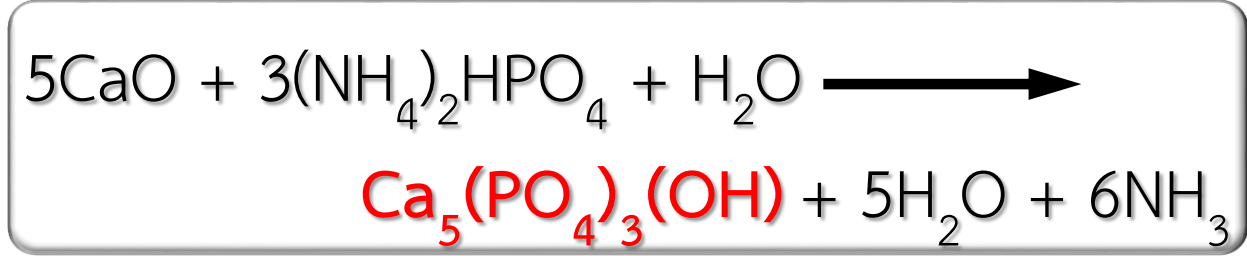 5CaO + 3(NH₄)₂HPO₄ + H₂O ⟶
Ca₅(PO₄)₃(OH) + 5H₂O + 6NH₃